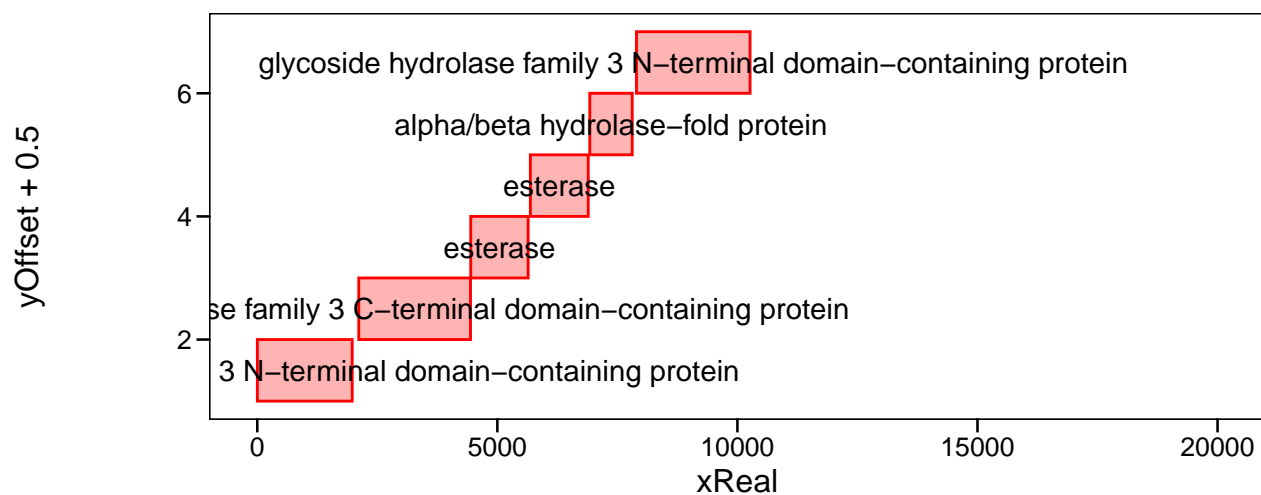 glycoside hydrolase family 3 N−terminal domain−containing protein
6
alpha/beta hydrolase−fold protein
esterase
4
esterase
se family 3 C−terminal domain−containing protein
2
3 N−terminal domain−containing protein
yOffset + 0.5
0 5000 10000 15000 20000
xReal